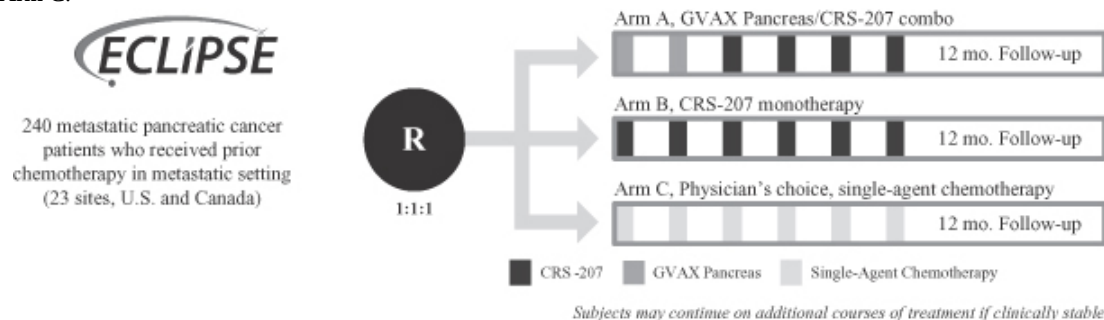 ECLIPSE
240 metastatic pancreatic cancer
patients who received prior
chemotherapy in metastatic setting
(23 sites, U.S. and Canada)
R
1:1:1
Arm A, GVAX Pancreas/CRS-207 combo
12 mo. Follow-up
Arm B, CRS-207 monotherapy
12 mo. Follow-up
Arm C, Physician's choice, single-agent chemotherapy
12 mo. Follow-up
CRS -207
GVAX Pancreas
Single-Agent Chemotherapy
Subjects may continue on additional courses of treatment if clinically stable